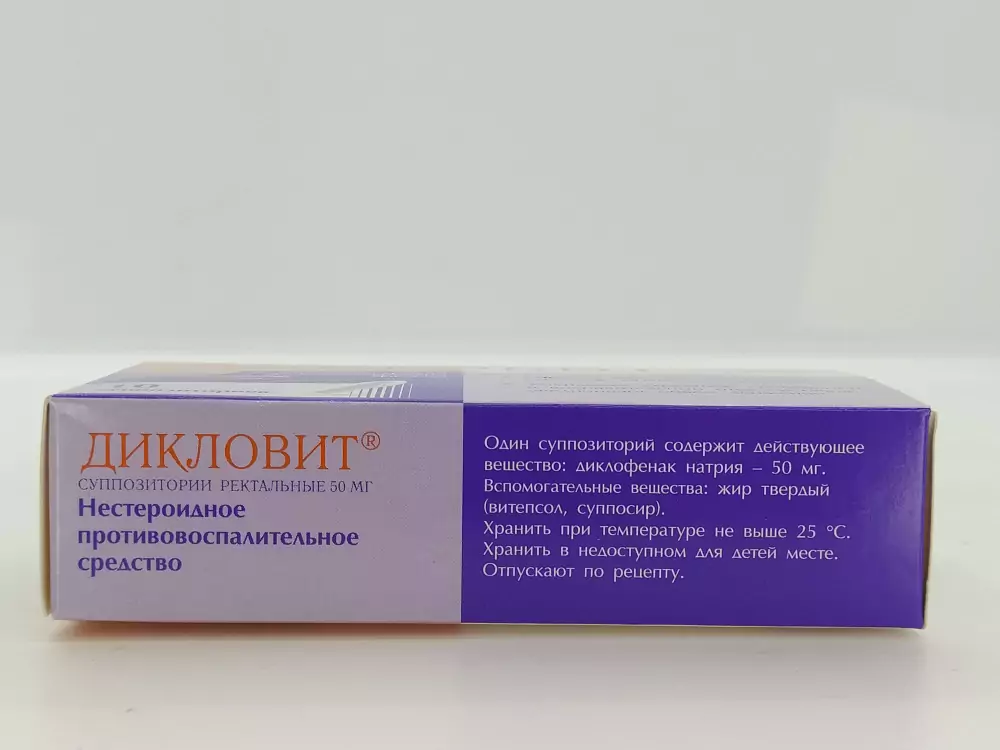 ДИКЛОВИТ®
СУППОЗИТОРИИ РЕКТАЛЬНЫЕ 50 МГ
Нестероидное
противовоспалительное
средство
Один суппозиторий содержит действующее
вещество: диклофенак натрия – 50 мг.
Вспомогательные вещества: жир твердый
(витепсол, суппосир).
Хранить при температуре не выше 25 °С.
Хранить в недоступном для детей месте.
Отпускают по рецепту.